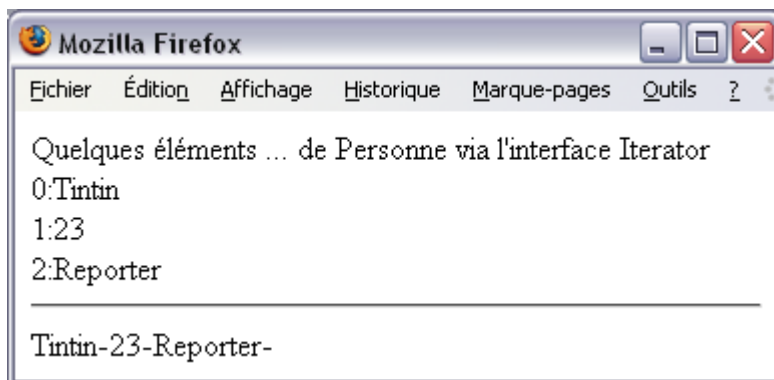 Mozilla Firefox
Fichier Édition Affichage Historique Marque-pages Outils ?
Quelques éléments ... de Personne via l'interface Iterator
0:Tintin
1:23
2:Reporter
Tintin-23-Reporter-